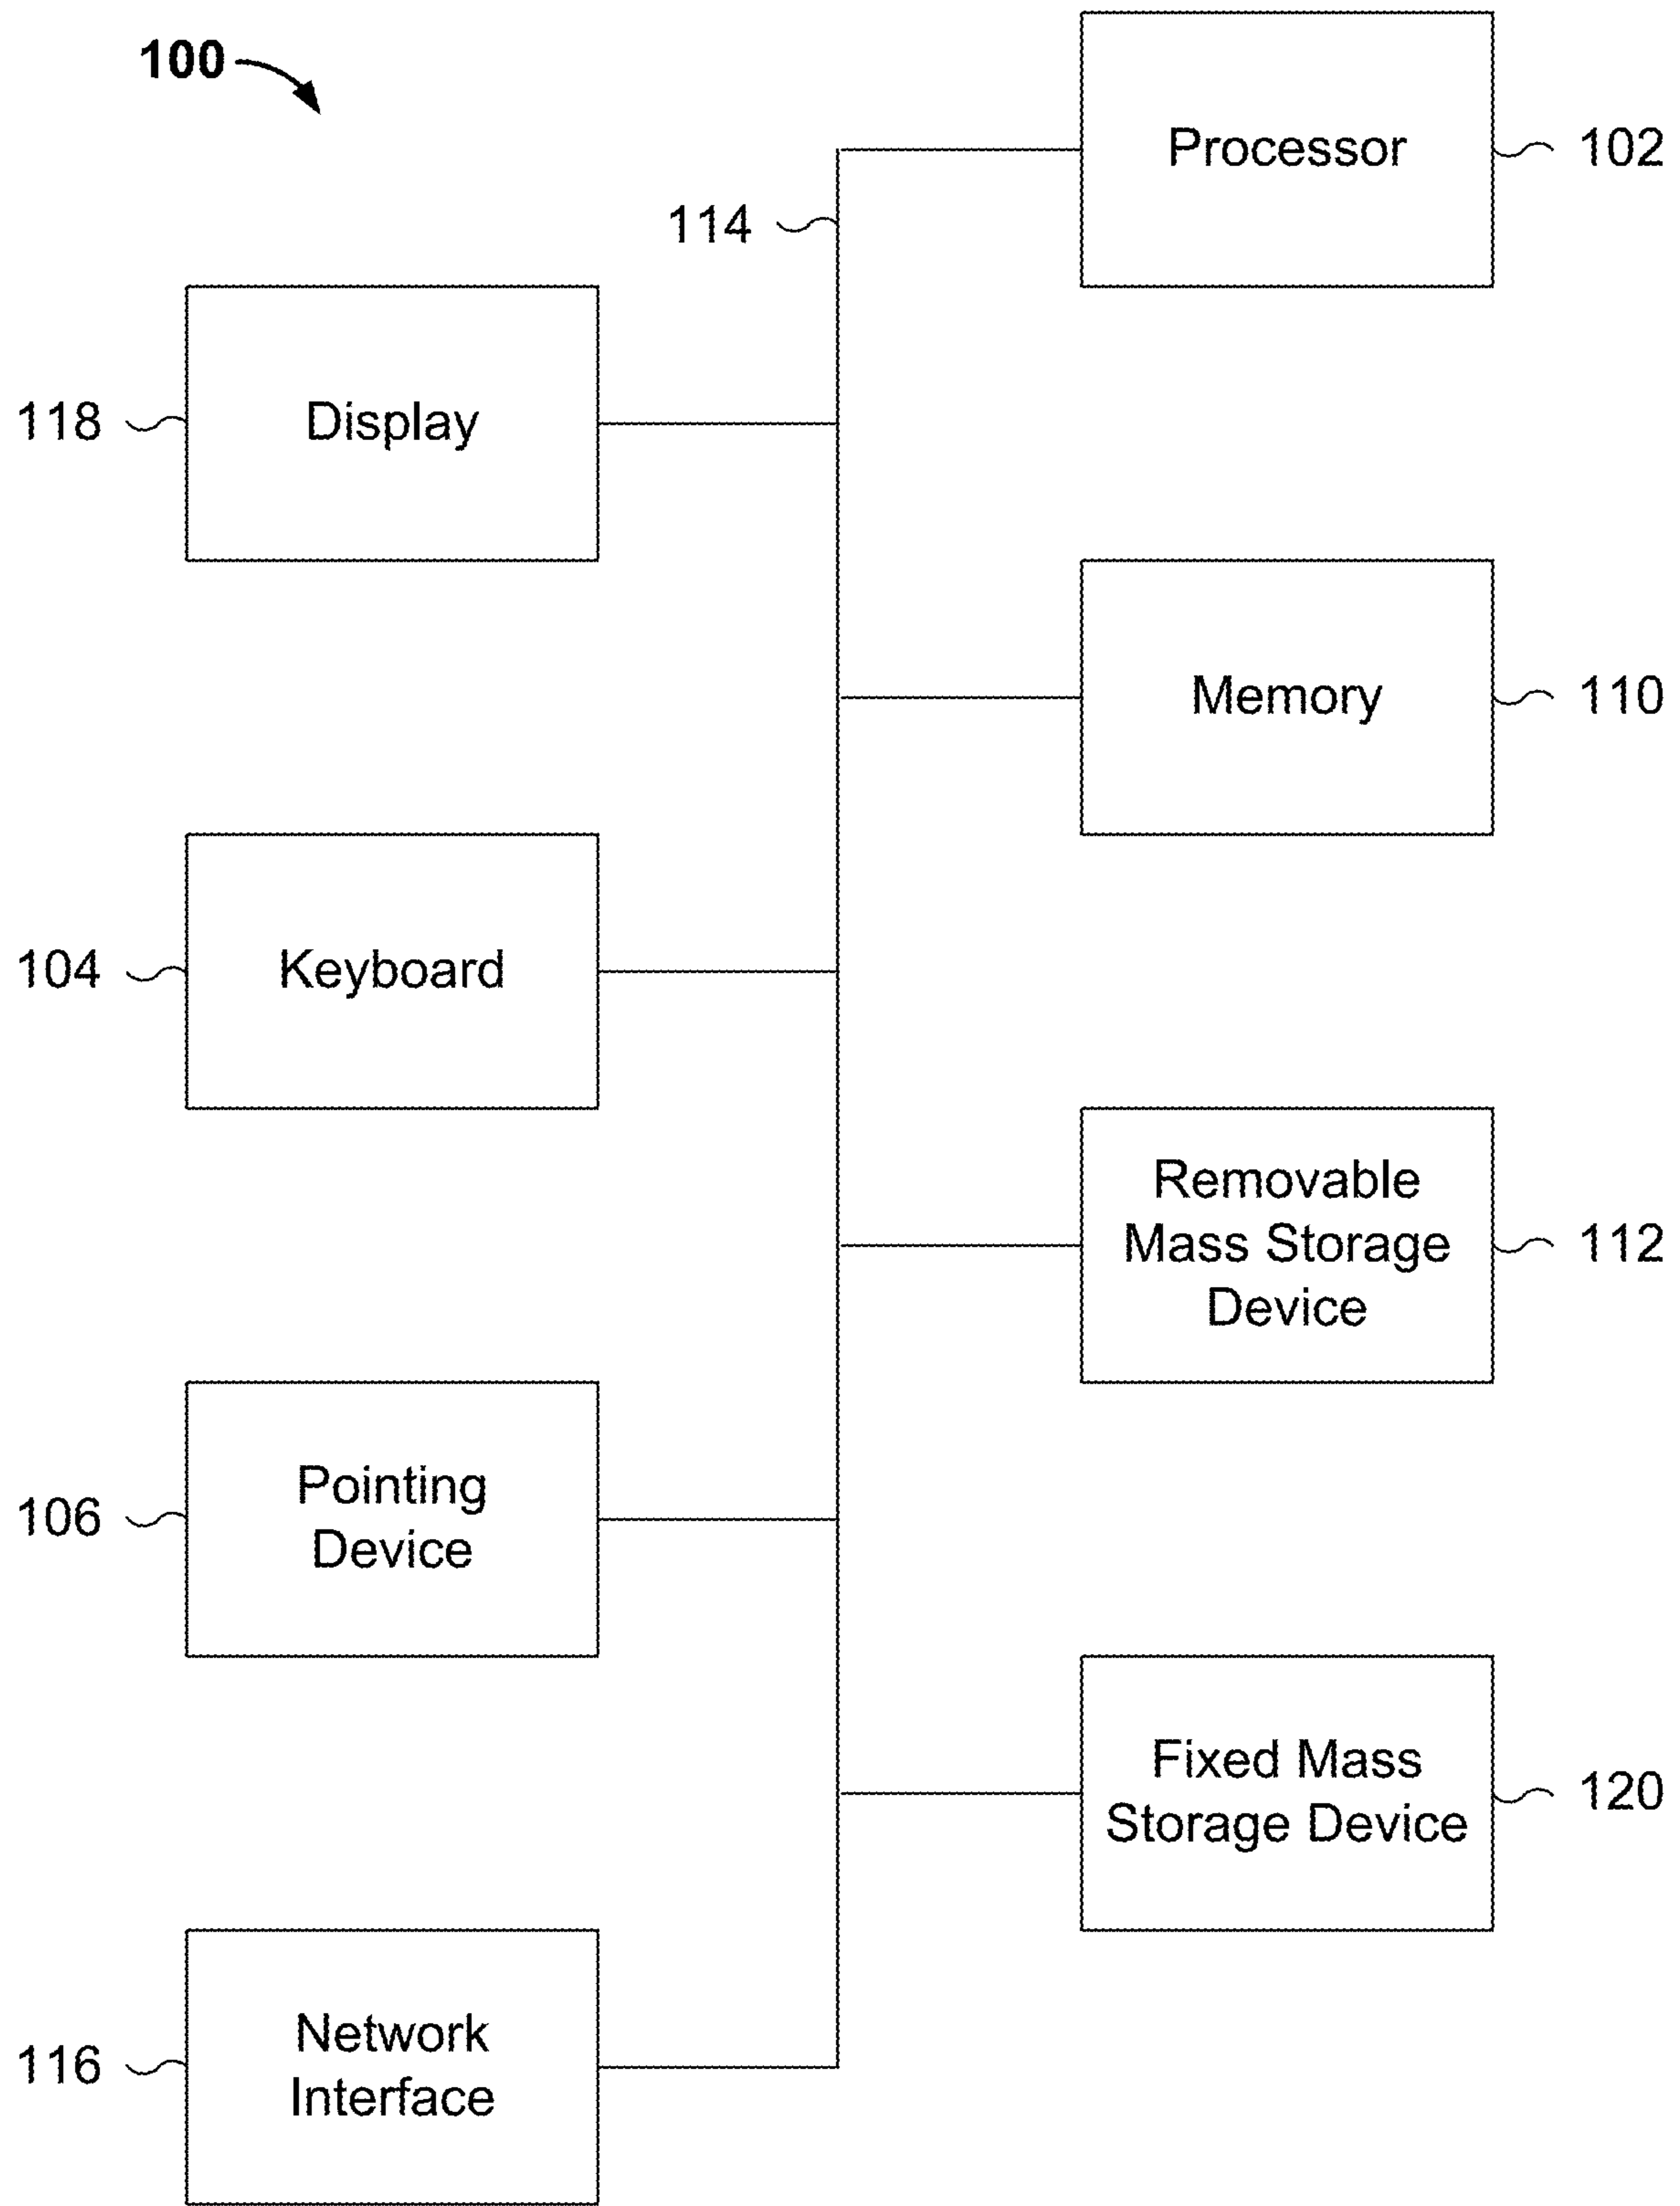 100
Processor
102
114
118
Display
Memory
110
104
Keyboard
Removable
Mass Storage
Device
112
106
Pointing
Device
Fixed Mass
Storage Device
120
116
Network
Interface